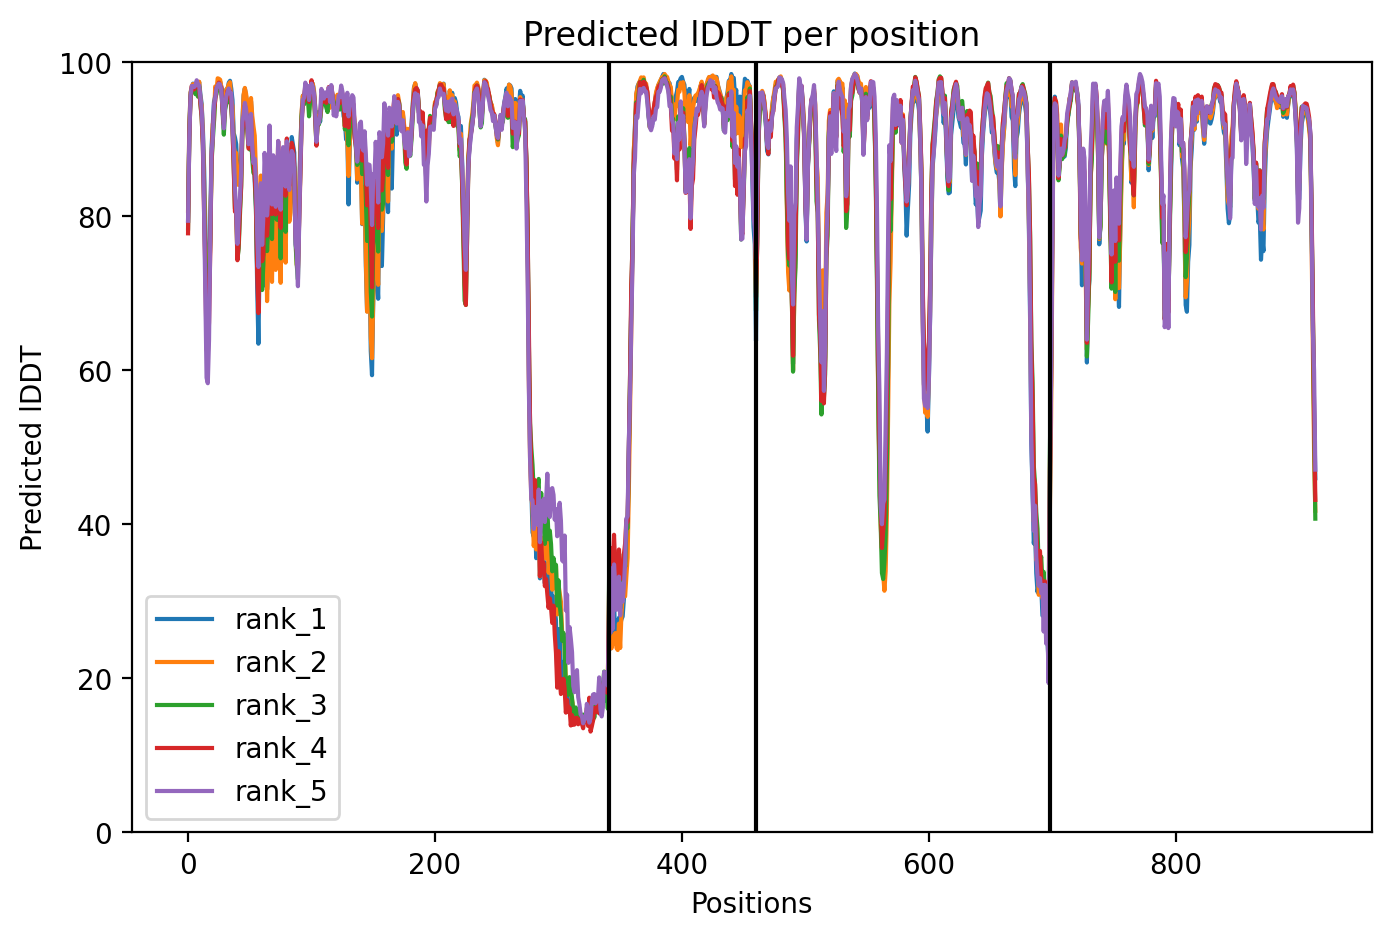 Predicted lDDT per position
100
80
60
40
20
0
Predicted lDDT
rank_1
rank_2
rank_3
rank_4
rank_5
0 200 400 600 800
Positions